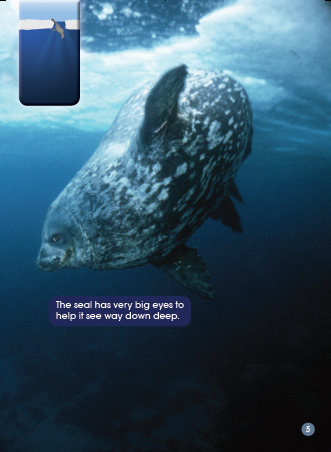 The seal has very big eyes to
help it see way down deep.
5